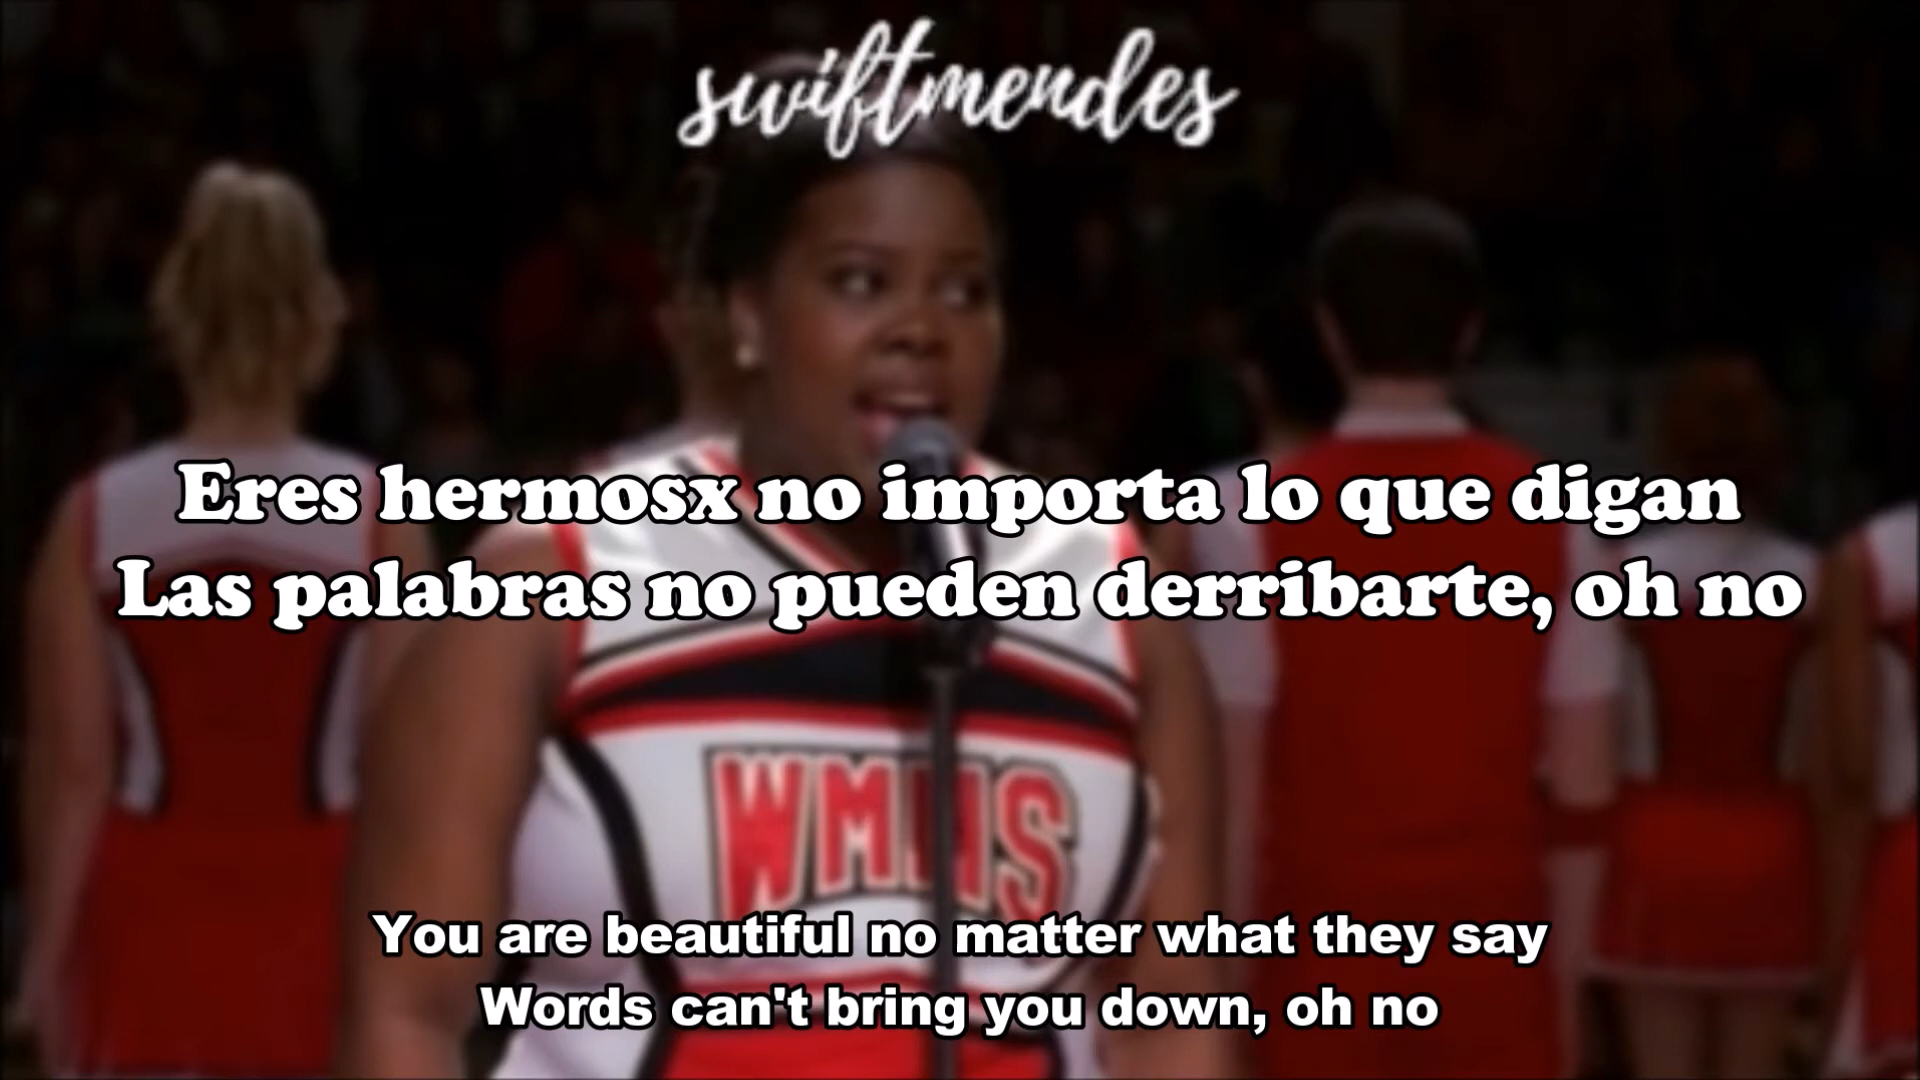 swiftmendes
Eres hermosx no importa lo que digan
Las palabras no pueden derribarte, oh no
WMHS
You are beautiful no matter what they say
Words can't bring you down, oh no